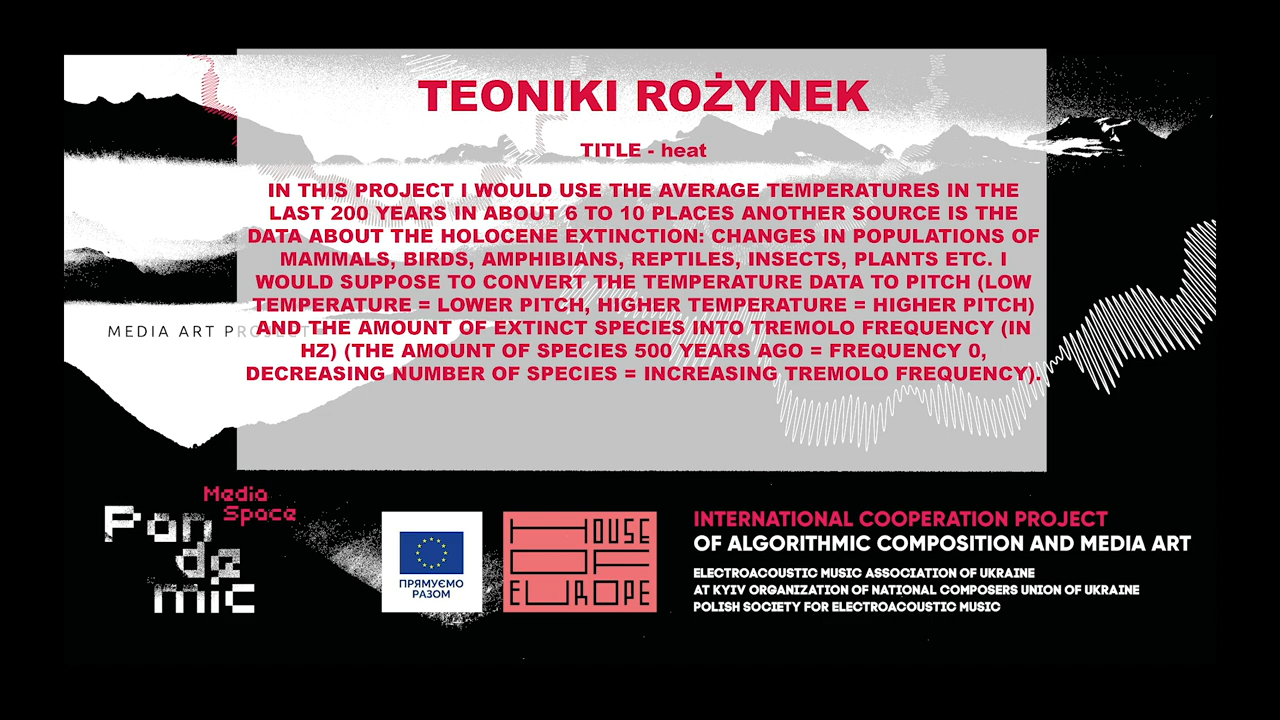 TEONIKI ROŻYNEK
TITLE - heat
IN THIS PROJECT I WOULD USE THE AVERAGE TEMPERATURES IN THE
LAST 200 YEARS IN ABOUT 6 TO 10 PLACES ANOTHER SOURCE IS THE
DATA ABOUT THE HOLOCENE EXTINCTION: CHANGES IN POPULATIONS OF
MAMMALS, BIRDS, AMPHIBIANS, REPTILES, INSECTS, PLANTS ETC. I
WOULD SUPPOSE TO CONVERT THE TEMPERATURE DATA TO PITCH (LOW
TEMPERATURE = LOWER PITCH, HIGHER TEMPERATURE = HIGHER PITCH)
AND THE AMOUNT OF EXTINCT SPECIES INTO TREMOLO FREQUENCY (IN
HZ) (THE AMOUNT OF SPECIES 500 YEARS AGO = FREQUENCY 0,
DECREASING NUMBER OF SPECIES = INCREASING TREMOLO FREQUENCY).
MEDIA ART PROJECT
Media
Space
Pan
de
mic
ПРЯМУЄМО
РАЗОМ
HOUSE
OF
EUROPE
INTERNATIONAL COOPERATION PROJECT
OF ALGORITHMIC COMPOSITION AND MEDIA ART
ELECTROACOUSTIC MUSIC ASSOCIATION OF UKRAINE
AT KYIV ORGANIZATION OF NATIONAL COMPOSERS UNION OF UKRAINE
POLISH SOCIETY FOR ELECTROACOUSTIC MUSIC